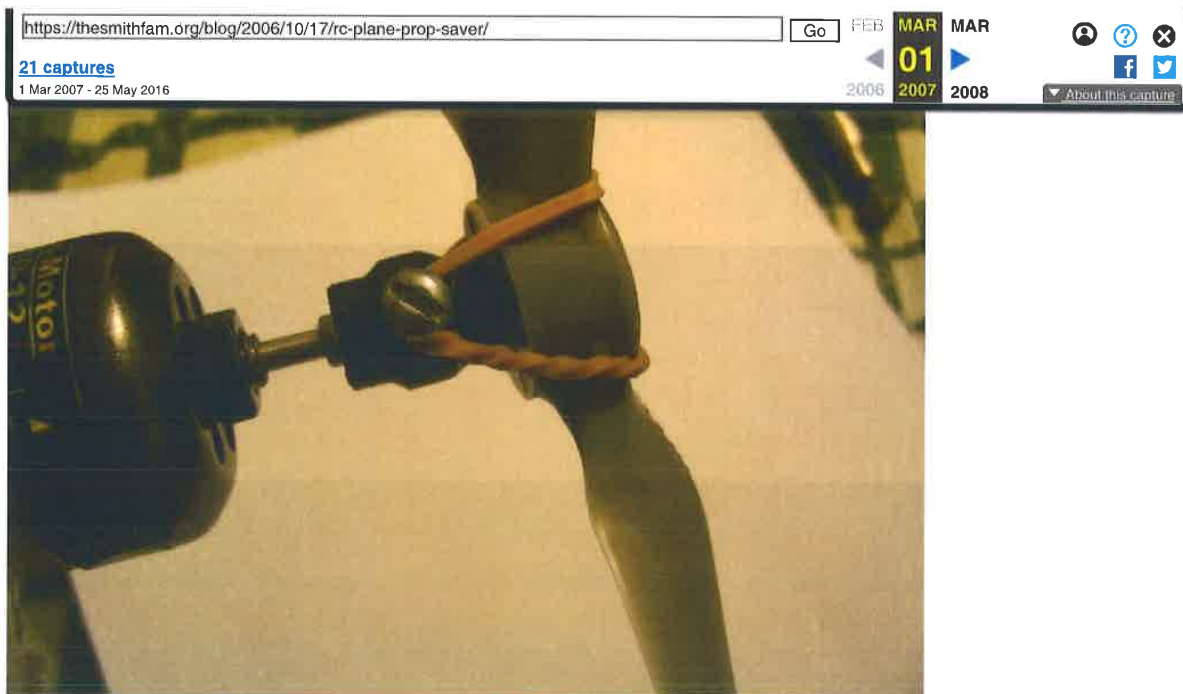 https://thesmithfam.org/blog/2006/10/17/rc-plane-prop-saver/
Go
FEB MAR MAR
01
2006 2007 2008
21 captures
1 Mar 2007 - 25 May 2016
About this capture
Motor